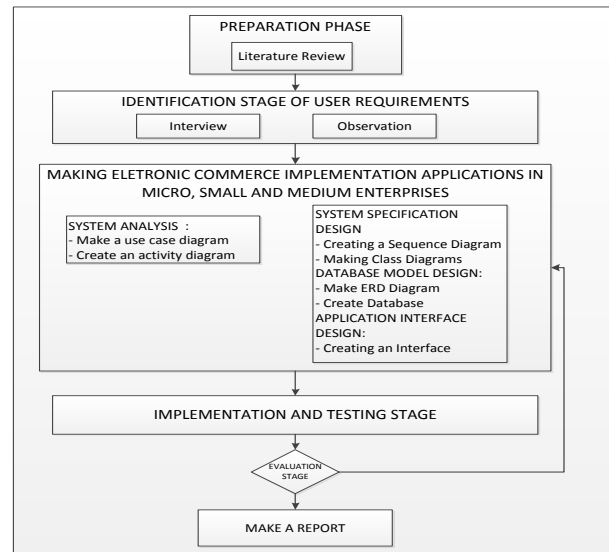 PREPARATION PHASE
Literature Review
IDENTIFICATION STAGE OF USER REQUIREMENTS
Interview
Observation
MAKING ELETRONIC COMMERCE IMPLEMENTATION APPLICATIONS IN
MICRO, SMALL AND MEDIUM ENTERPRISES
SYSTEM ANALYSIS :
- Make a use case diagram
- Create an activity diagram
SYSTEM SPECIFICATION
DESIGN
- Creating a Sequence Diagram
- Making Class Diagrams
DATABASE MODEL DESIGN:
- Make ERD Diagram
- Create Database
APPLICATION INTERFACE
DESIGN:
- Creating an Interface
IMPLEMENTATION AND TESTING STAGE
EVALUATION
STAGE
MAKE A REPORT